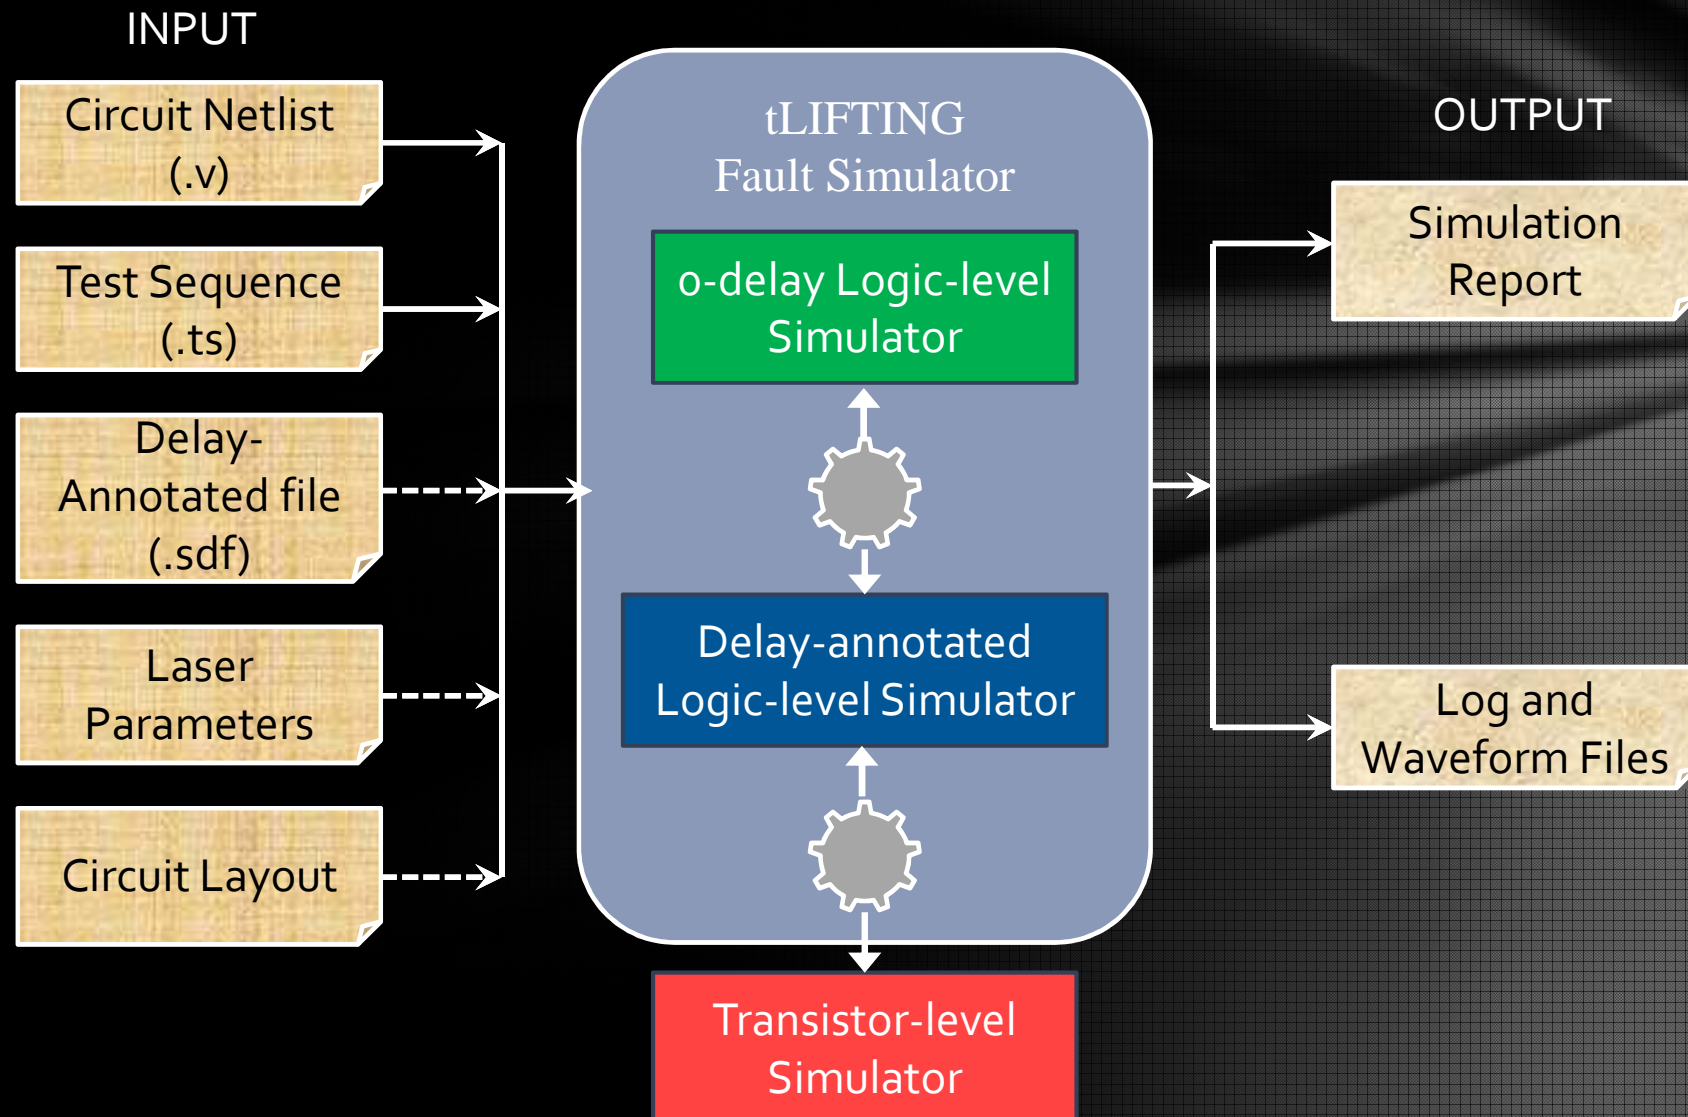 INPUT
Circuit Netlist
(.v)
Test Sequence
(.ts)
Delay-
Annotated file
(.sdf)
Laser
Parameters
Circuit Layout
tLIFTING
Fault Simulator
0-delay Logic-level
Simulator
Delay-annotated
Logic-level Simulator
Transistor-level
Simulator
OUTPUT
Simulation
Report
Log and
Waveform Files